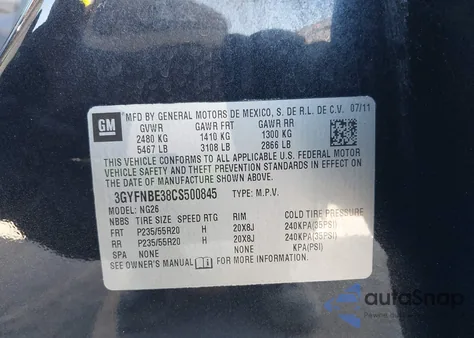 GM
MFD BY GENERAL MOTORS DE MEXICO, S. DE R.L. DE C.V. 07/11
GVWR GAWR FRT GAWR RR
2480 KG 1410 KG 1300 KG
5467 LB 3108 LB 2866 LB
THIS VEHICLE CONFORMS TO ALL APPLICABLE U.S. FEDERAL MOTOR
VEHICLE SAFETY AND THEFT PREVENTION STANDARDS IN EFFECT
ON THE DATE OF MANUFACTURE SHOWN ABOVE.
3GYFNBE38CS500845 TYPE: M.P.V.
MODEL: NG26
NBBS TIRE SIZE SPEED RTG RIM COLD TIRE PRESSURE
FRT P235/55R20 H 20X8J 240KPA(35PSI)
RR P235/55R20 H 20X8J 240KPA(35PSI)
SPA NONE NONE KPA(PSI)
SEE OWNER'S MANUAL FOR MORE INFORMATION.
autoSnap